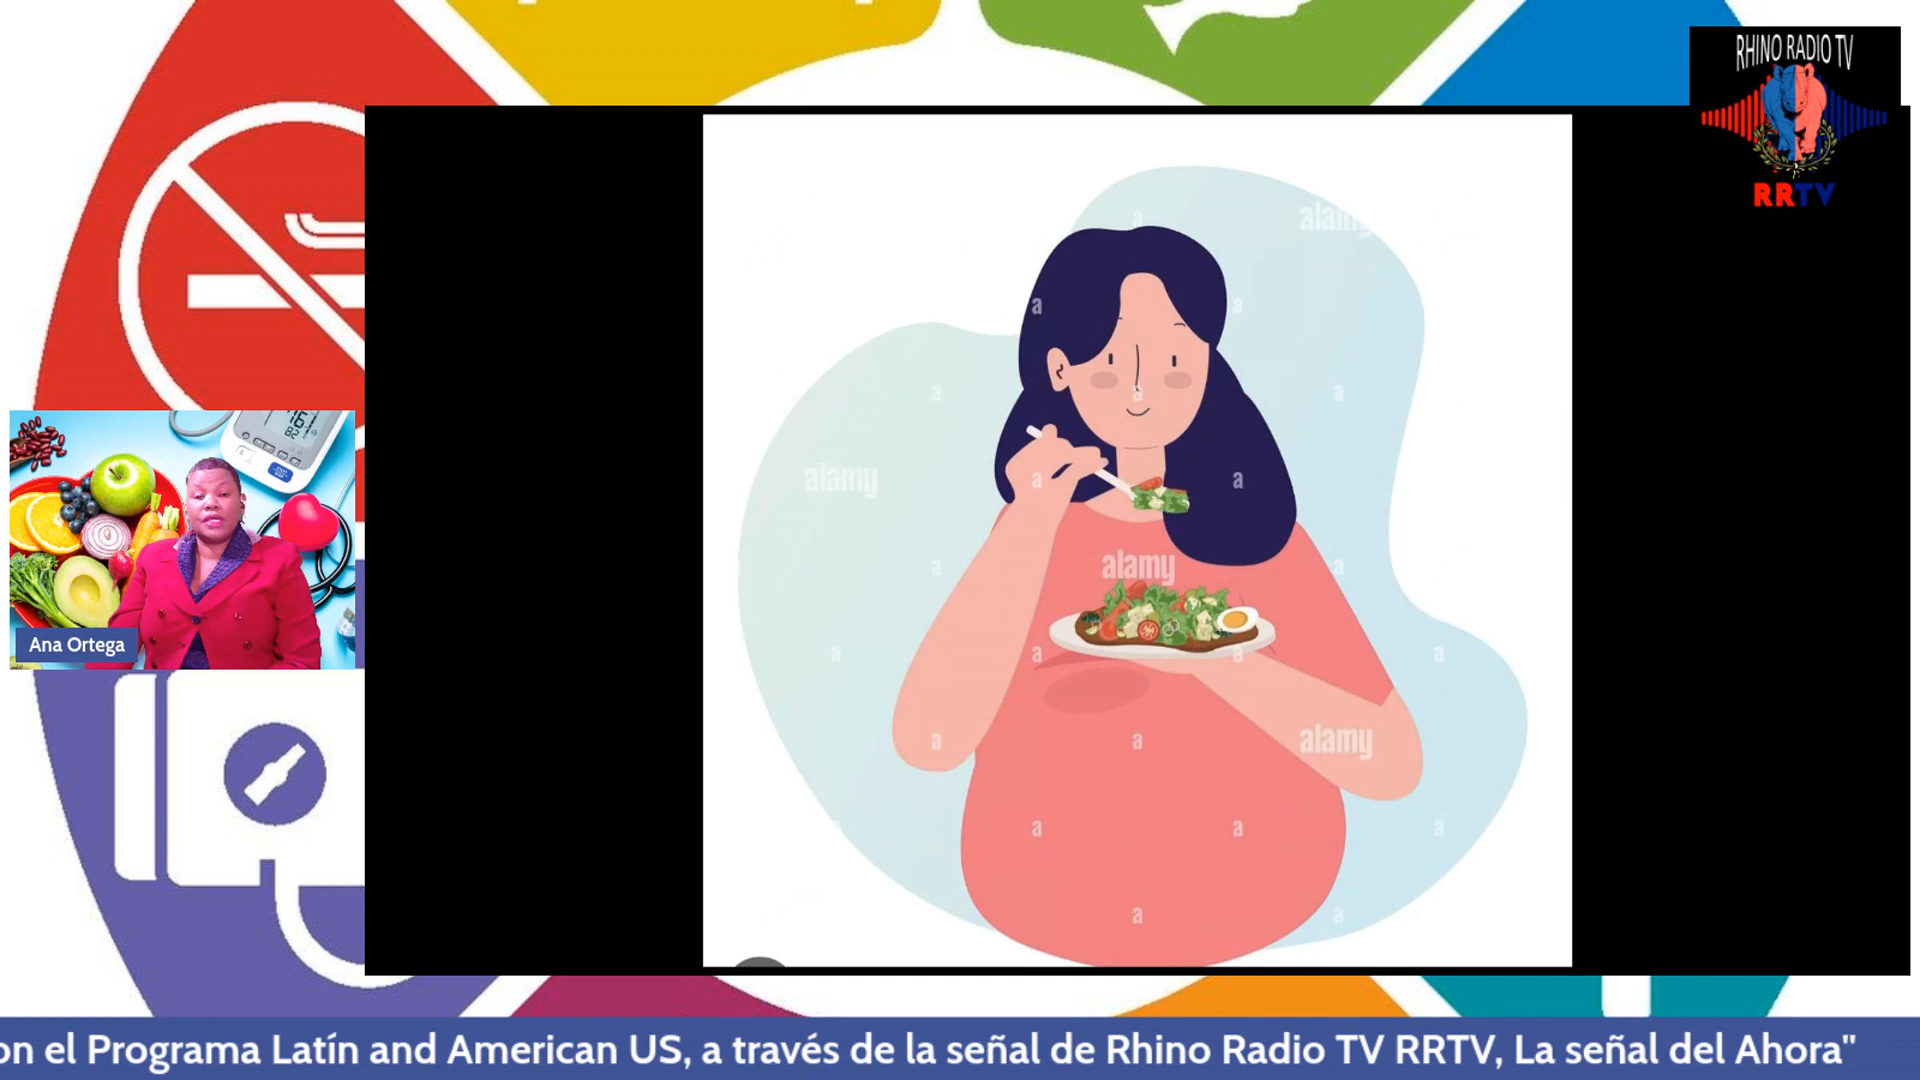 RHINO RADIO TV
RRTV
alamy
alamy
alamy
alamy
Ana Ortega
on el Programa Latín and American US, a través de la señal de Rhino Radio TV RRTV, La señal del Ahora"